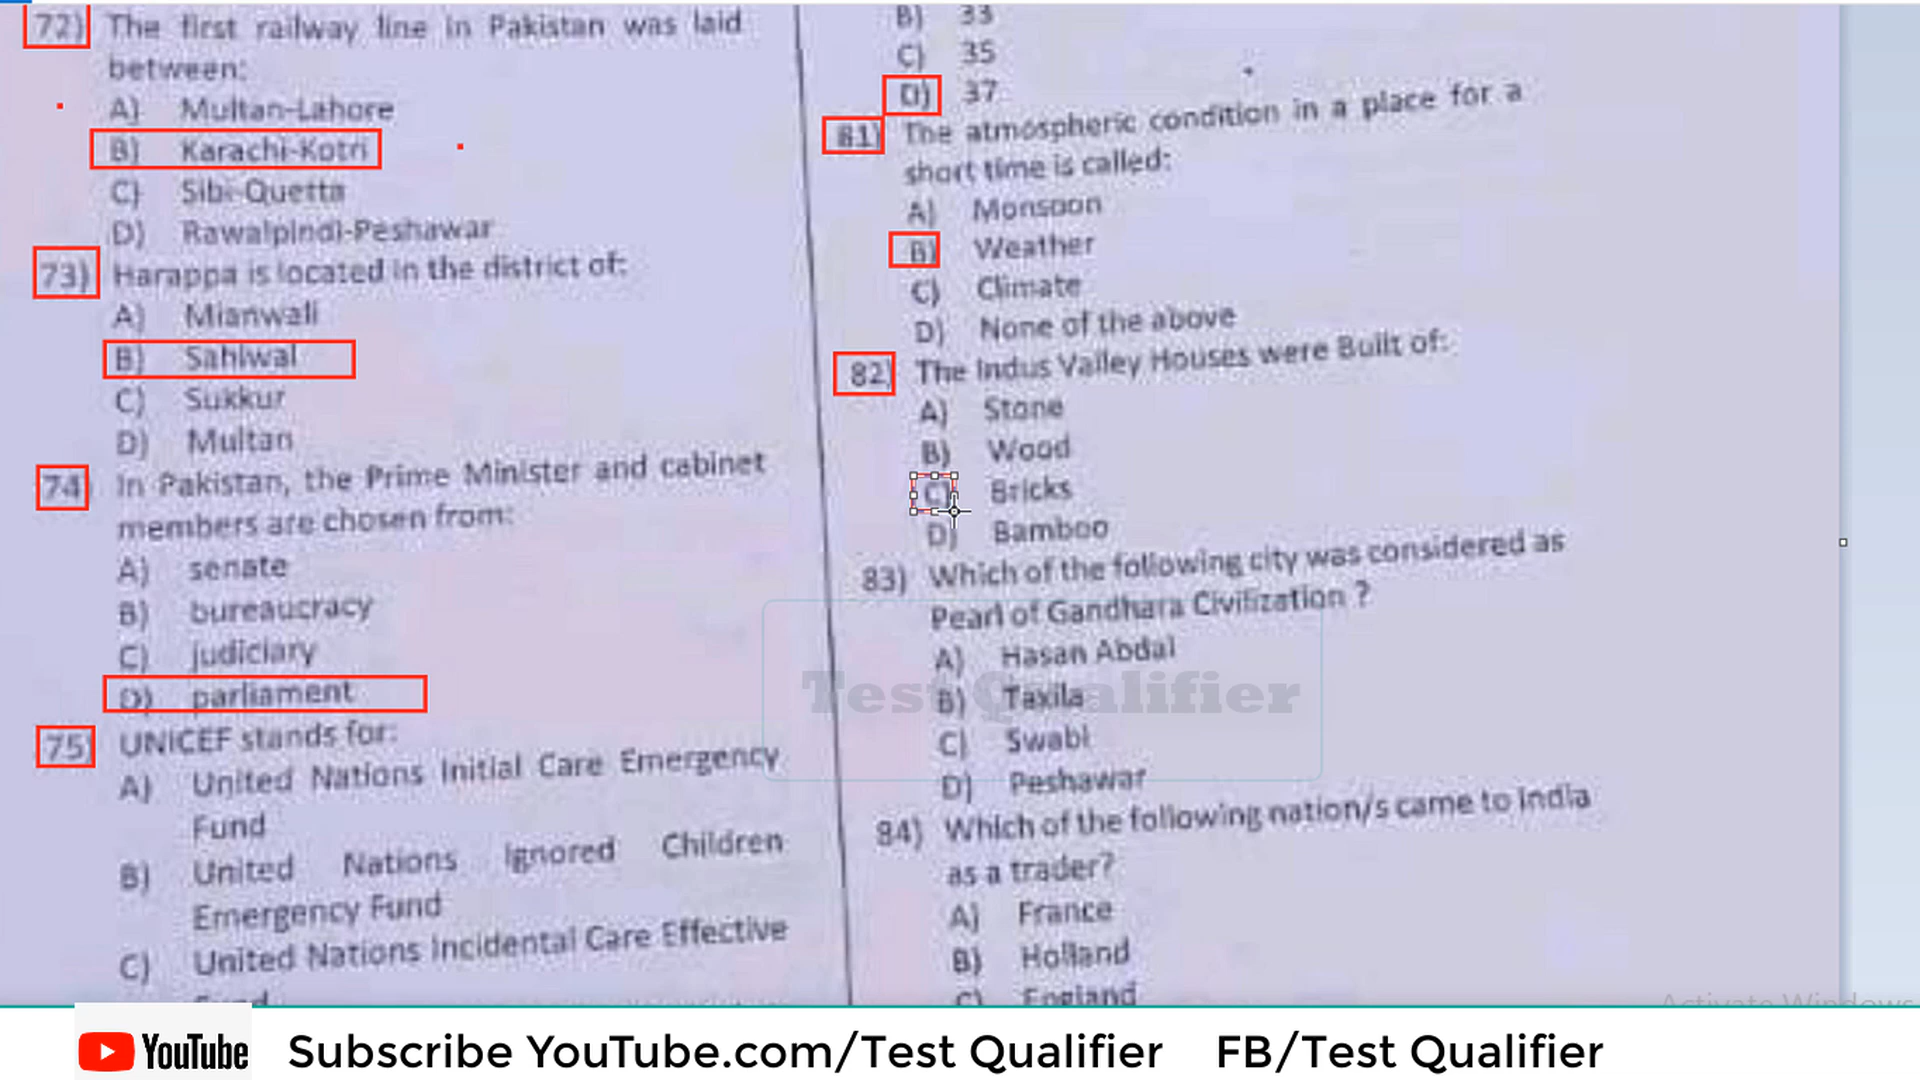 72) The first railway line in Pakistan was laid
between:
A) Multan-Lahore
B) Karachi-Kotri
C) Sibi-Quetta
D) Rawalpindi-Peshawar
73) Harappa is located in the district of:
A) Mianwali
B) Sahiwal
C) Sukkur
D) Multan
74) In Pakistan, the Prime Minister and cabinet
members are chosen from:
A) senate
B) bureaucracy
C) judiciary
D) parliament
75) UNICEF stands for:
A) United Nations Initial Care Emergency
Fund
B) United Nations Ignored Children
Emergency Fund
C) United Nations Incidental Care Effective
Fund
B) 33
C) 35
D) 37
81) The atmospheric condition in a place for a
short time is called:
A) Monsoon
B) Weather
C) Climate
D) None of the above
82) The Indus Valley Houses were Built of:
A) Stone
B) Wood
C) Bricks
D) Bamboo
83) Which of the following city was considered as
Pearl of Gandhara Civilization ?
A) Hasan Abdal
B) Taxila
C) Swabi
D) Peshawar
84) Which of the following nation/s came to India
as a trader?
A) France
B) Holland
C) England
Test Qualifier
Activate Windows
YouTube Subscribe YouTube.com/Test Qualifier FB/Test Qualifier